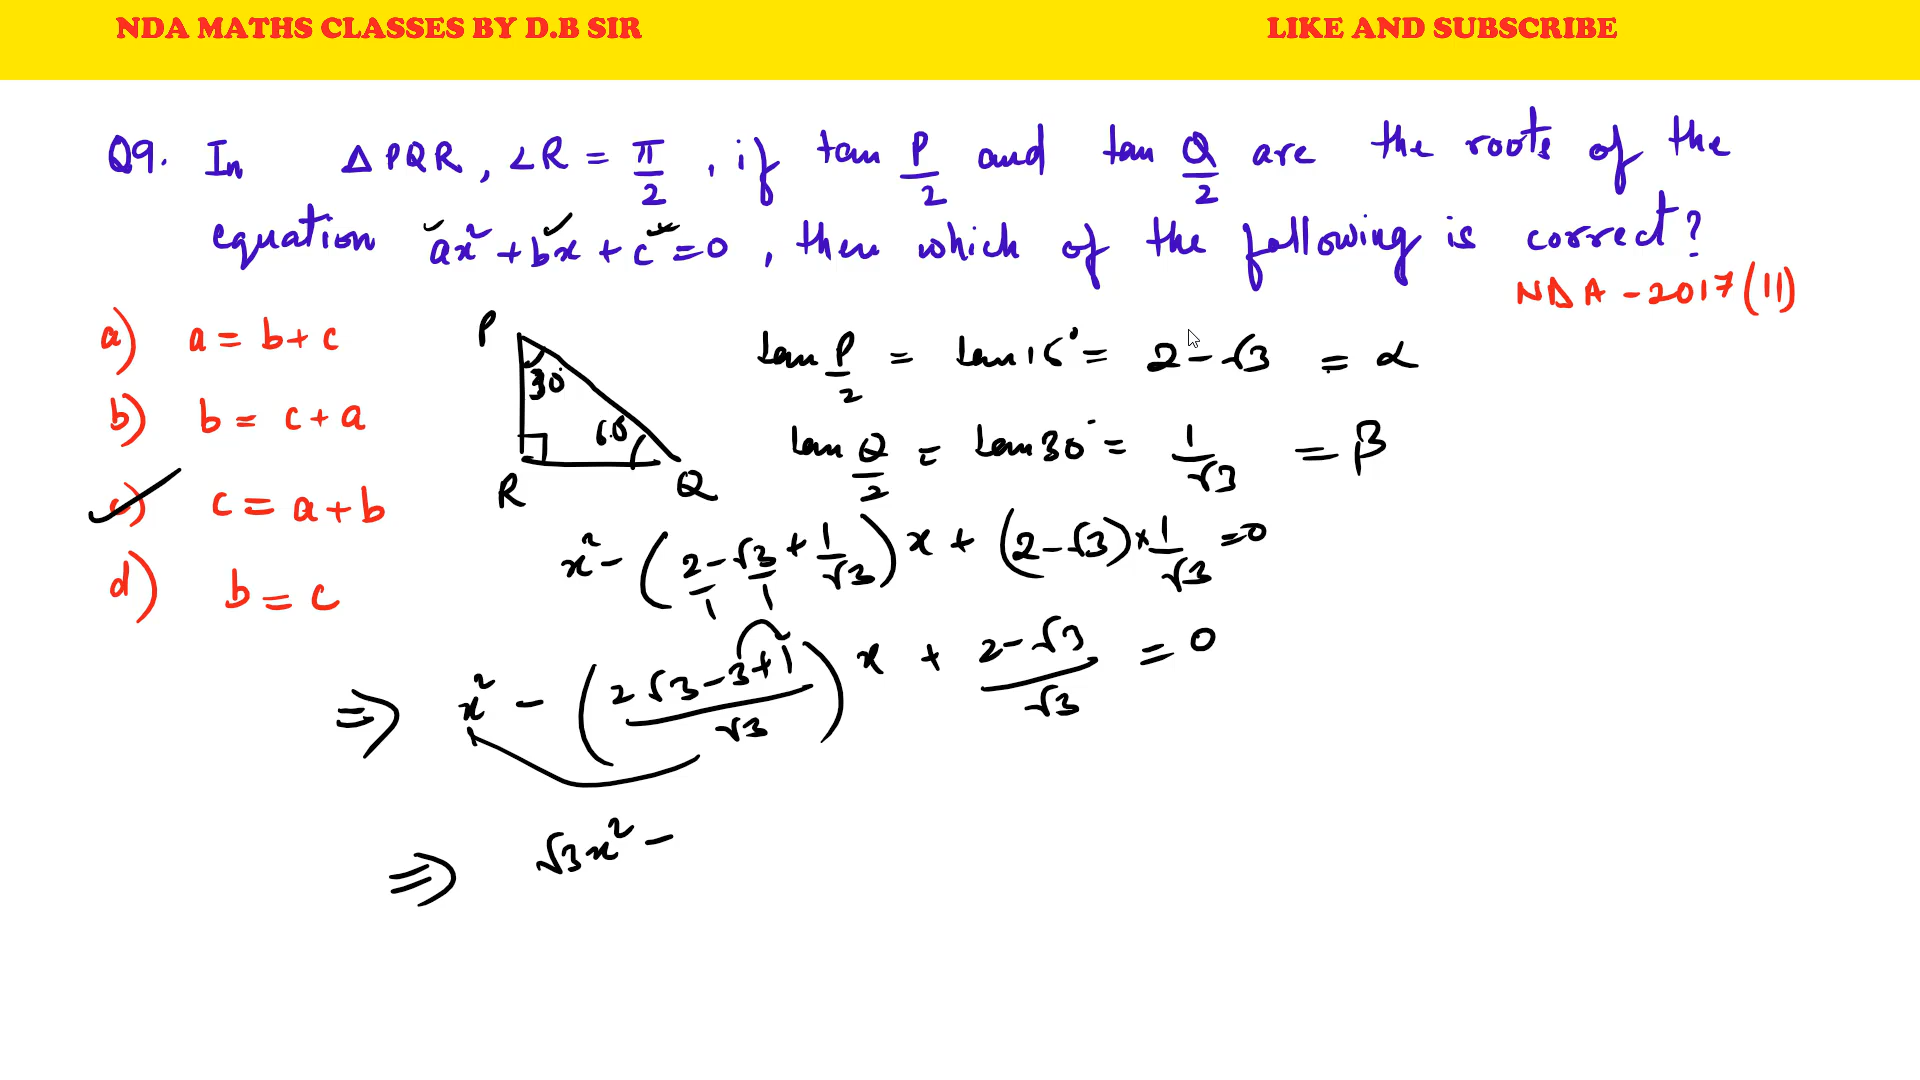 NDA MATHS CLASSES BY D.B SIR
LIKE AND SUBSCRIBE
Q9. In △PQR, ∠R = π/2, if tan P/2 and tan Q/2 are the roots of the
equation ax² + bx + c = 0, then which of the following is correct?
NDA - 2017 (II)
a) a = b + c
b) b = c + a
c) c = a + b
d) b = c
P
30°
60°
R
Q
tan P/2 = tan 15° = 2 - √3 = α
tan Q/2 = tan 30° = 1/√3 = β
x² - (2/1 - √3/1 + 1/√3) x + (2 - √3) × 1/√3 = 0
⇒ x² - ((2√3 - 3 + 1)/√3) x + (2 - √3)/√3 = 0
⇒ √3x² -